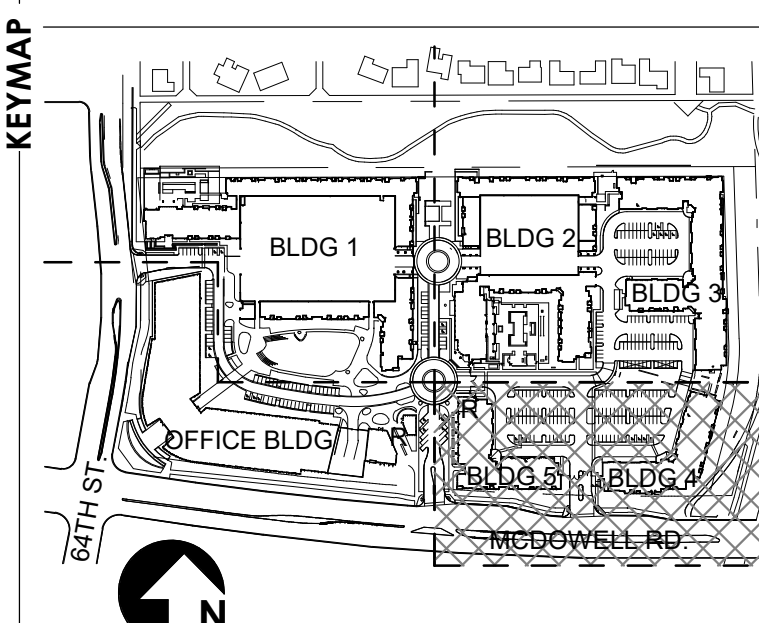 KEYMAP
BLDG 1
BLDG 2
BLDG 3
R
OFFICE BLDG
R
BLDG 5
BLDG 4
MCDOWELL RD.
64TH ST.
N